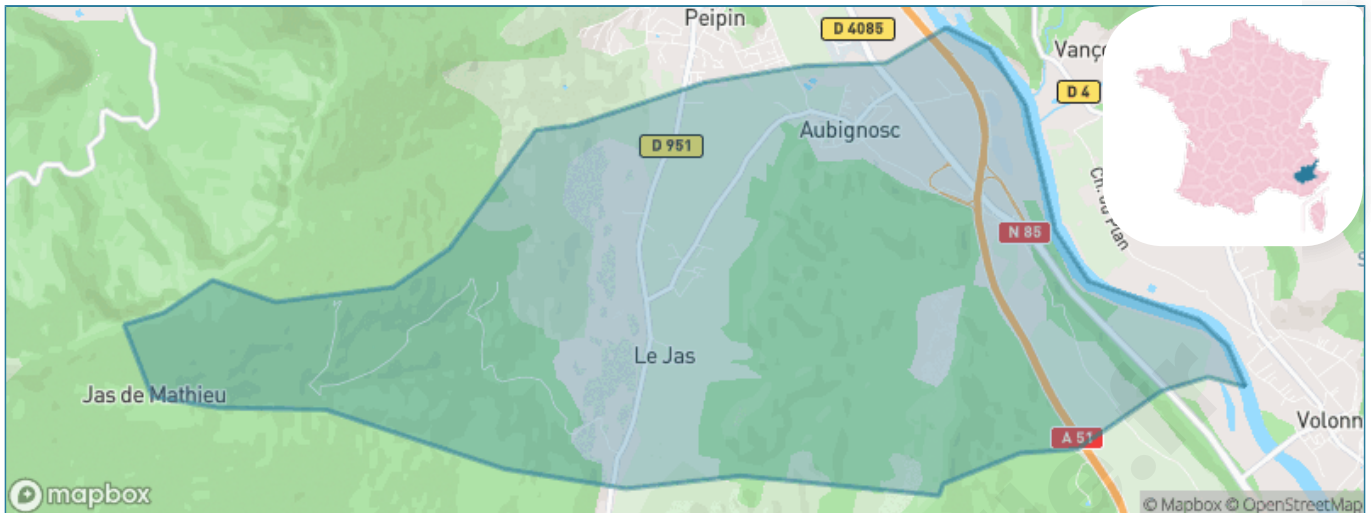 Peipin
D 4085
Vanç
D 4
Aubignosc
D 951
Ch. du Plan
N 85
Le Jas
Jas de Mathieu
Volonn
A 51
mapbox
© Mapbox © OpenStreetMap